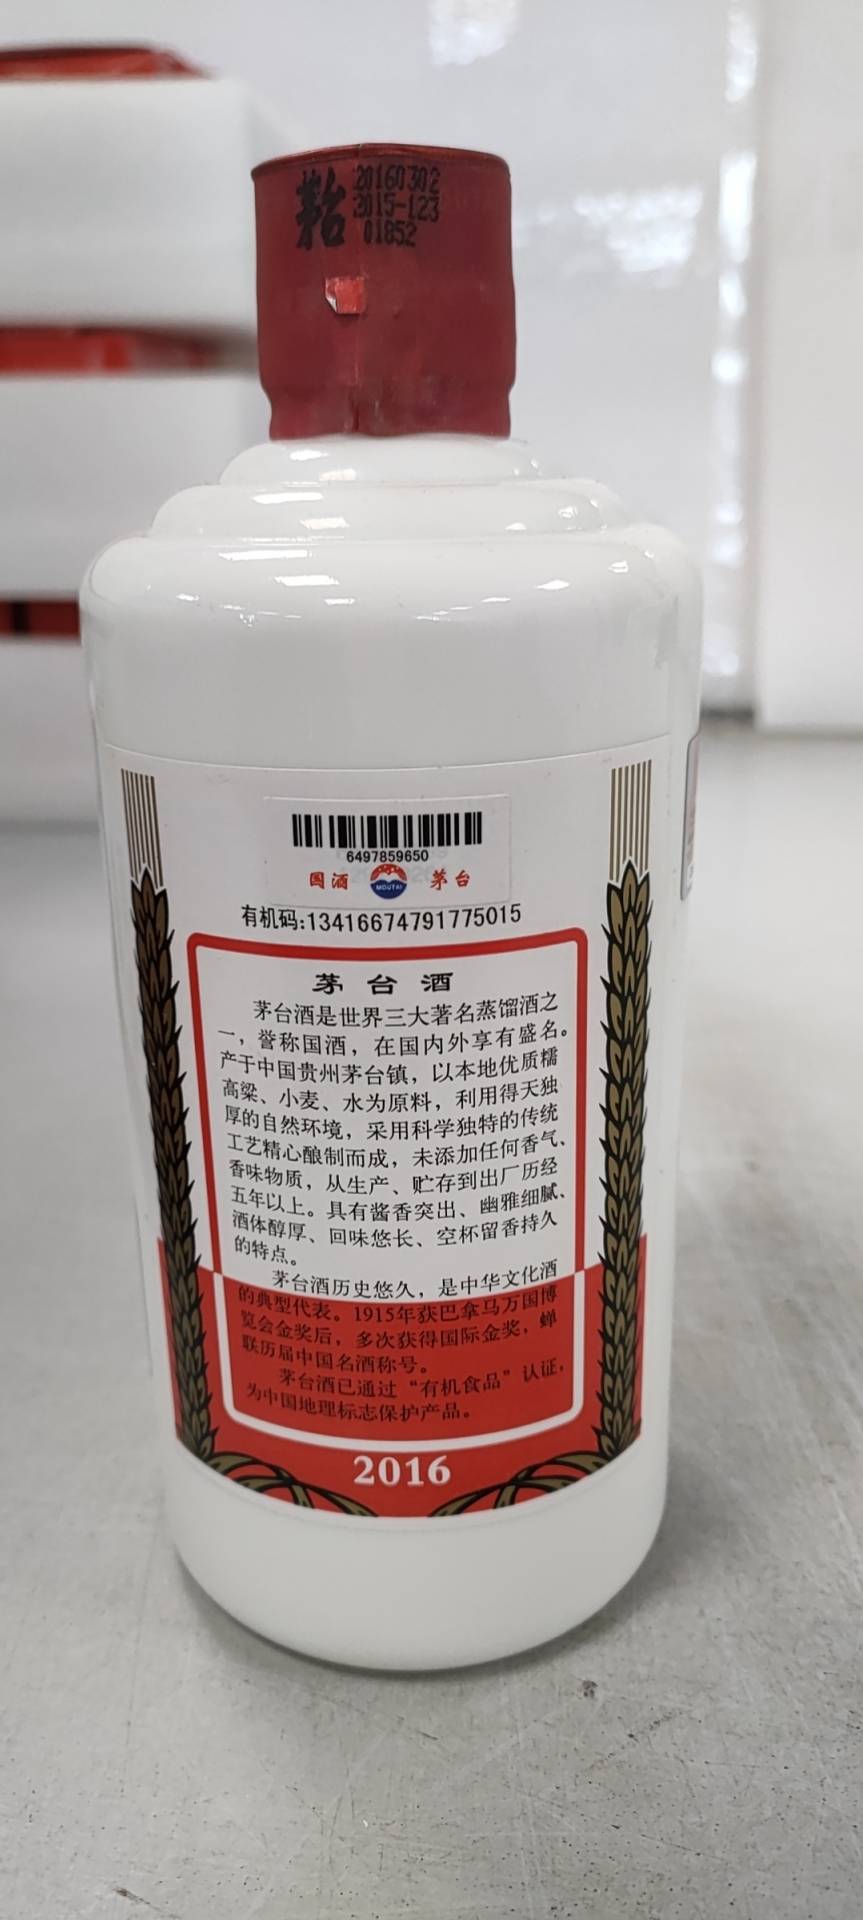 茅台
20160302
2015-123
01852
6497859650
国酒
MOUTAI
茅台
有机码:13416674791775015
茅台酒
茅台酒是世界三大著名蒸馏酒之
一，誉称国酒，在国内外享有盛名。
产于中国贵州茅台镇，以本地优质糯
高粱、小麦、水为原料，利用得天独
厚的自然环境，采用科学独特的传统
工艺精心酿制而成，未添加任何香气、
香味物质，从生产、贮存到出厂历经
五年以上。具有酱香突出、幽雅细腻、
酒体醇厚、回味悠长、空杯留香持久
的特点。
茅台酒历史悠久，是中华文化酒
的典型代表。1915年获巴拿马万国博
览会金奖后，多次获得国际金奖，蝉
联历届中国名酒称号。
茅台酒已通过“有机食品”认证，
为中国地理标志保护产品。
2016